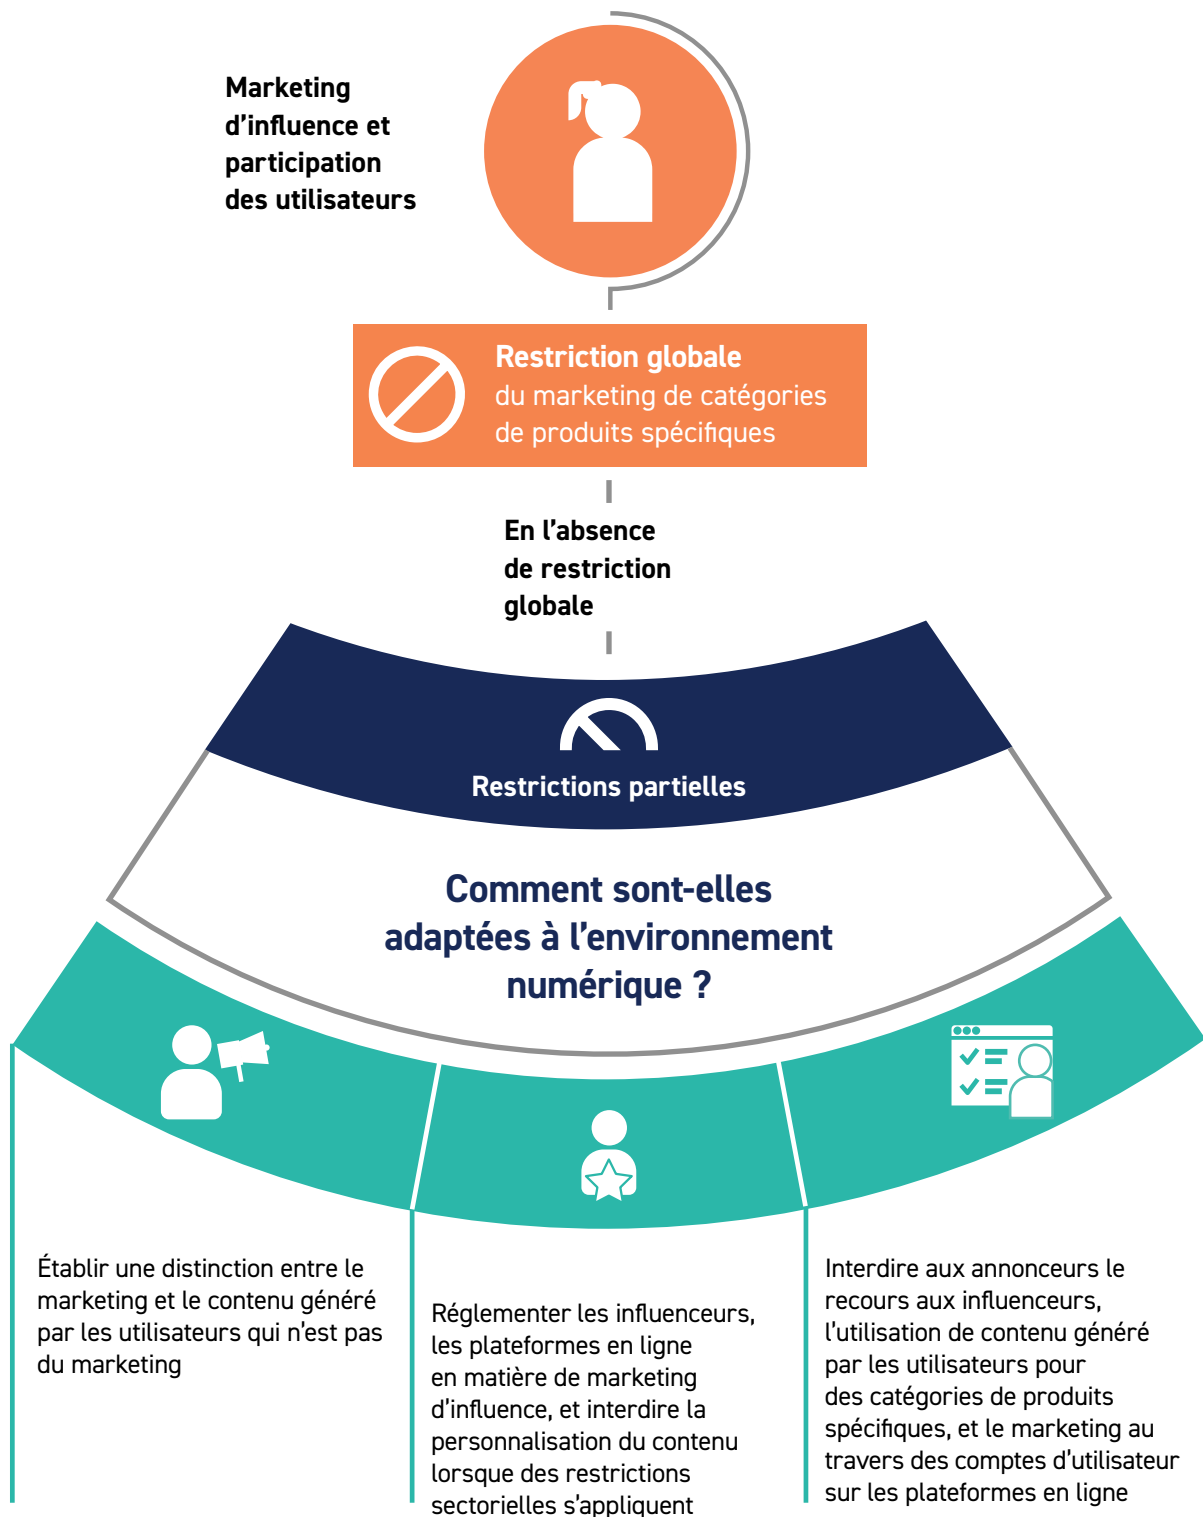 Marketing
d’influence et
participation
des utilisateurs
Restriction globale
du marketing de catégories
de produits spécifiques
En l’absence
de restriction
globale
Restrictions partielles
Comment sont-elles
adaptées à l’environnement
numérique ?
Établir une distinction entre le
marketing et le contenu généré
par les utilisateurs qui n’est pas
du marketing
Réglementer les influenceurs,
les plateformes en ligne
en matière de marketing
d’influence, et interdire la
personnalisation du contenu
lorsque des restrictions
sectorielles s’appliquent
Interdire aux annonceurs le
recours aux influenceurs,
l’utilisation de contenu généré
par les utilisateurs pour
des catégories de produits
spécifiques, et le marketing au
travers des comptes d’utilisateur
sur les plateformes en ligne